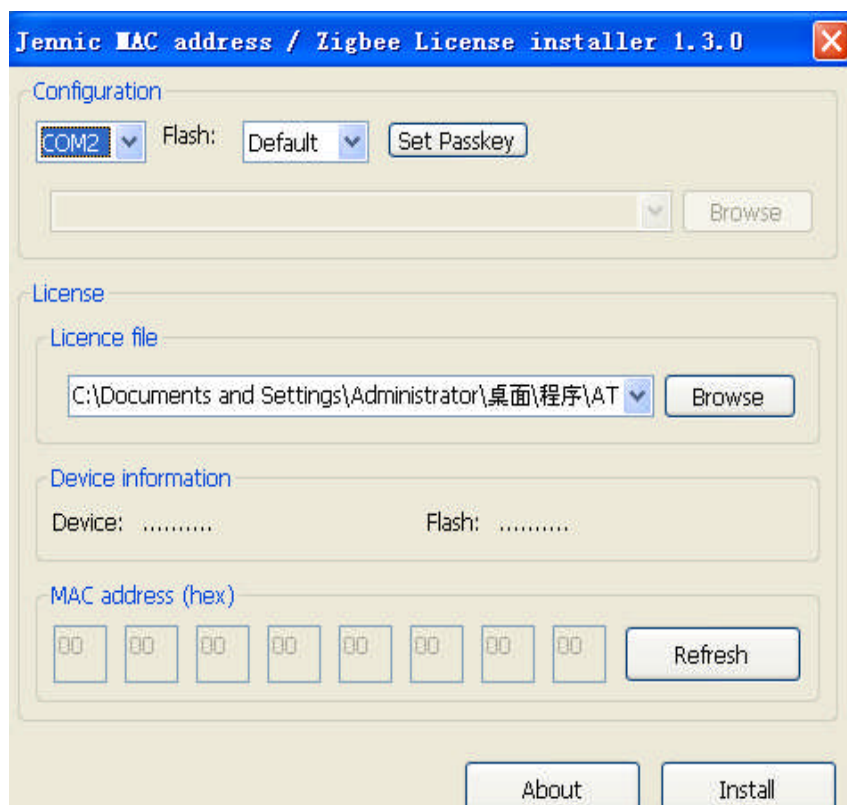 Jennic MAC address / Zigbee License installer 1.3.0
Configuration
COM2 Flash: Default Set Passkey
Browse
License
Licence file
C:\Documents and Settings\Administrator\桌面\程序\AT Browse
Device information
Device: .......... Flash: ..........
MAC address (hex)
00 00 00 00 00 00 00 00 Refresh
About Install